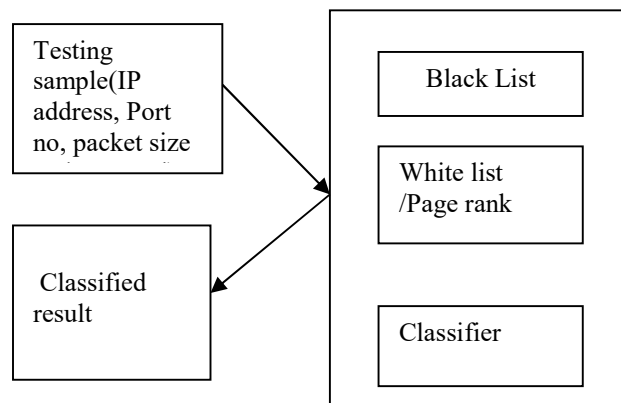 Testing
sample(IP
address, Port
no, packet size
Black List
White list
/Page rank
Classified
result
Classifier